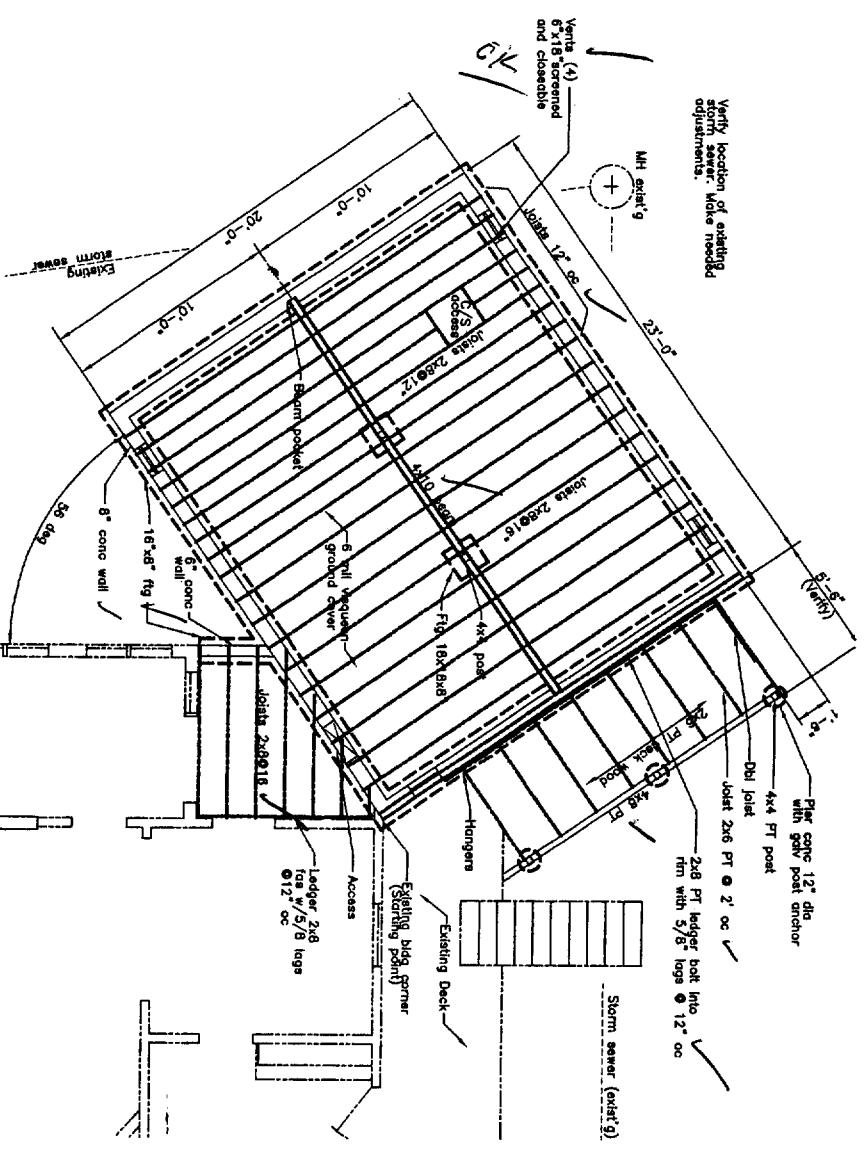 Vents (4)
6"x18" screened
and closeable
OK
Verify location of existing
storm sewer. Make needed
adjustments.
MH exist'g
Joists 12" oc
23'-0"
20'-0"
10'-0"
10'-0"
Existing
storm sewer
C/S
access
Joists 2x8@12"
Joists 2x8@16"
Beam pocket
4x10
6 mil visqueen
ground cover
4x4 post
Ftg 18x18x8
5'-6"
(Verify)
56 deg
8" conc wall
16"x8" ftg
6" conc
wall
Joists 2x8@16
2x6 PT deck wood
4x8 PT
Hangers
Dbl joist
Joist 2x6 PT @ 2' oc
4x4 PT post
Pier conc 12" dia
with galv post anchor
2x8 PT ledger bolt into
rim with 5/8" lags @ 12" oc
Access
Ledger 2x8
fas w/5/8 lags
@12" oc
Existing bldg corner
(Starting point)
Existing Deck
Storm sewer (exist'g)